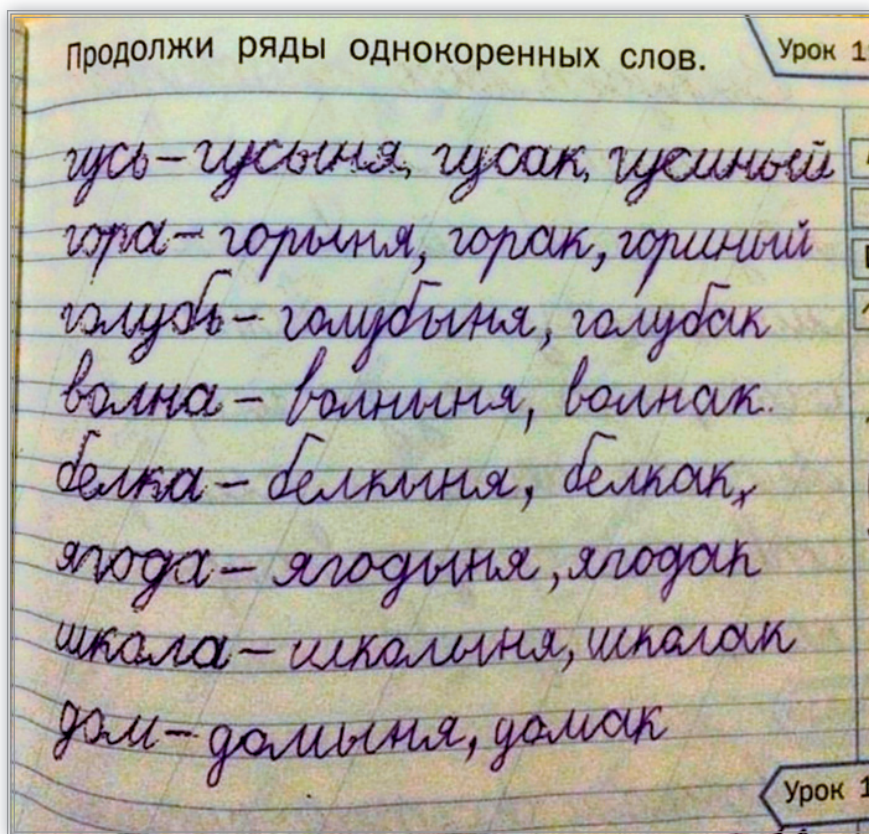 Продолжи ряды однокоренных слов.
Урок 1
гусь – гусыня, гусак, гусиный
гора – горыня, горак, гориный
голубь – голубыня, голубак
волна – волныня, волнак.
белка – белкыня, белкак,
ягода – ягодыня, ягодак
школа – школыня, школак
дом – домыня, домак
Урок 1